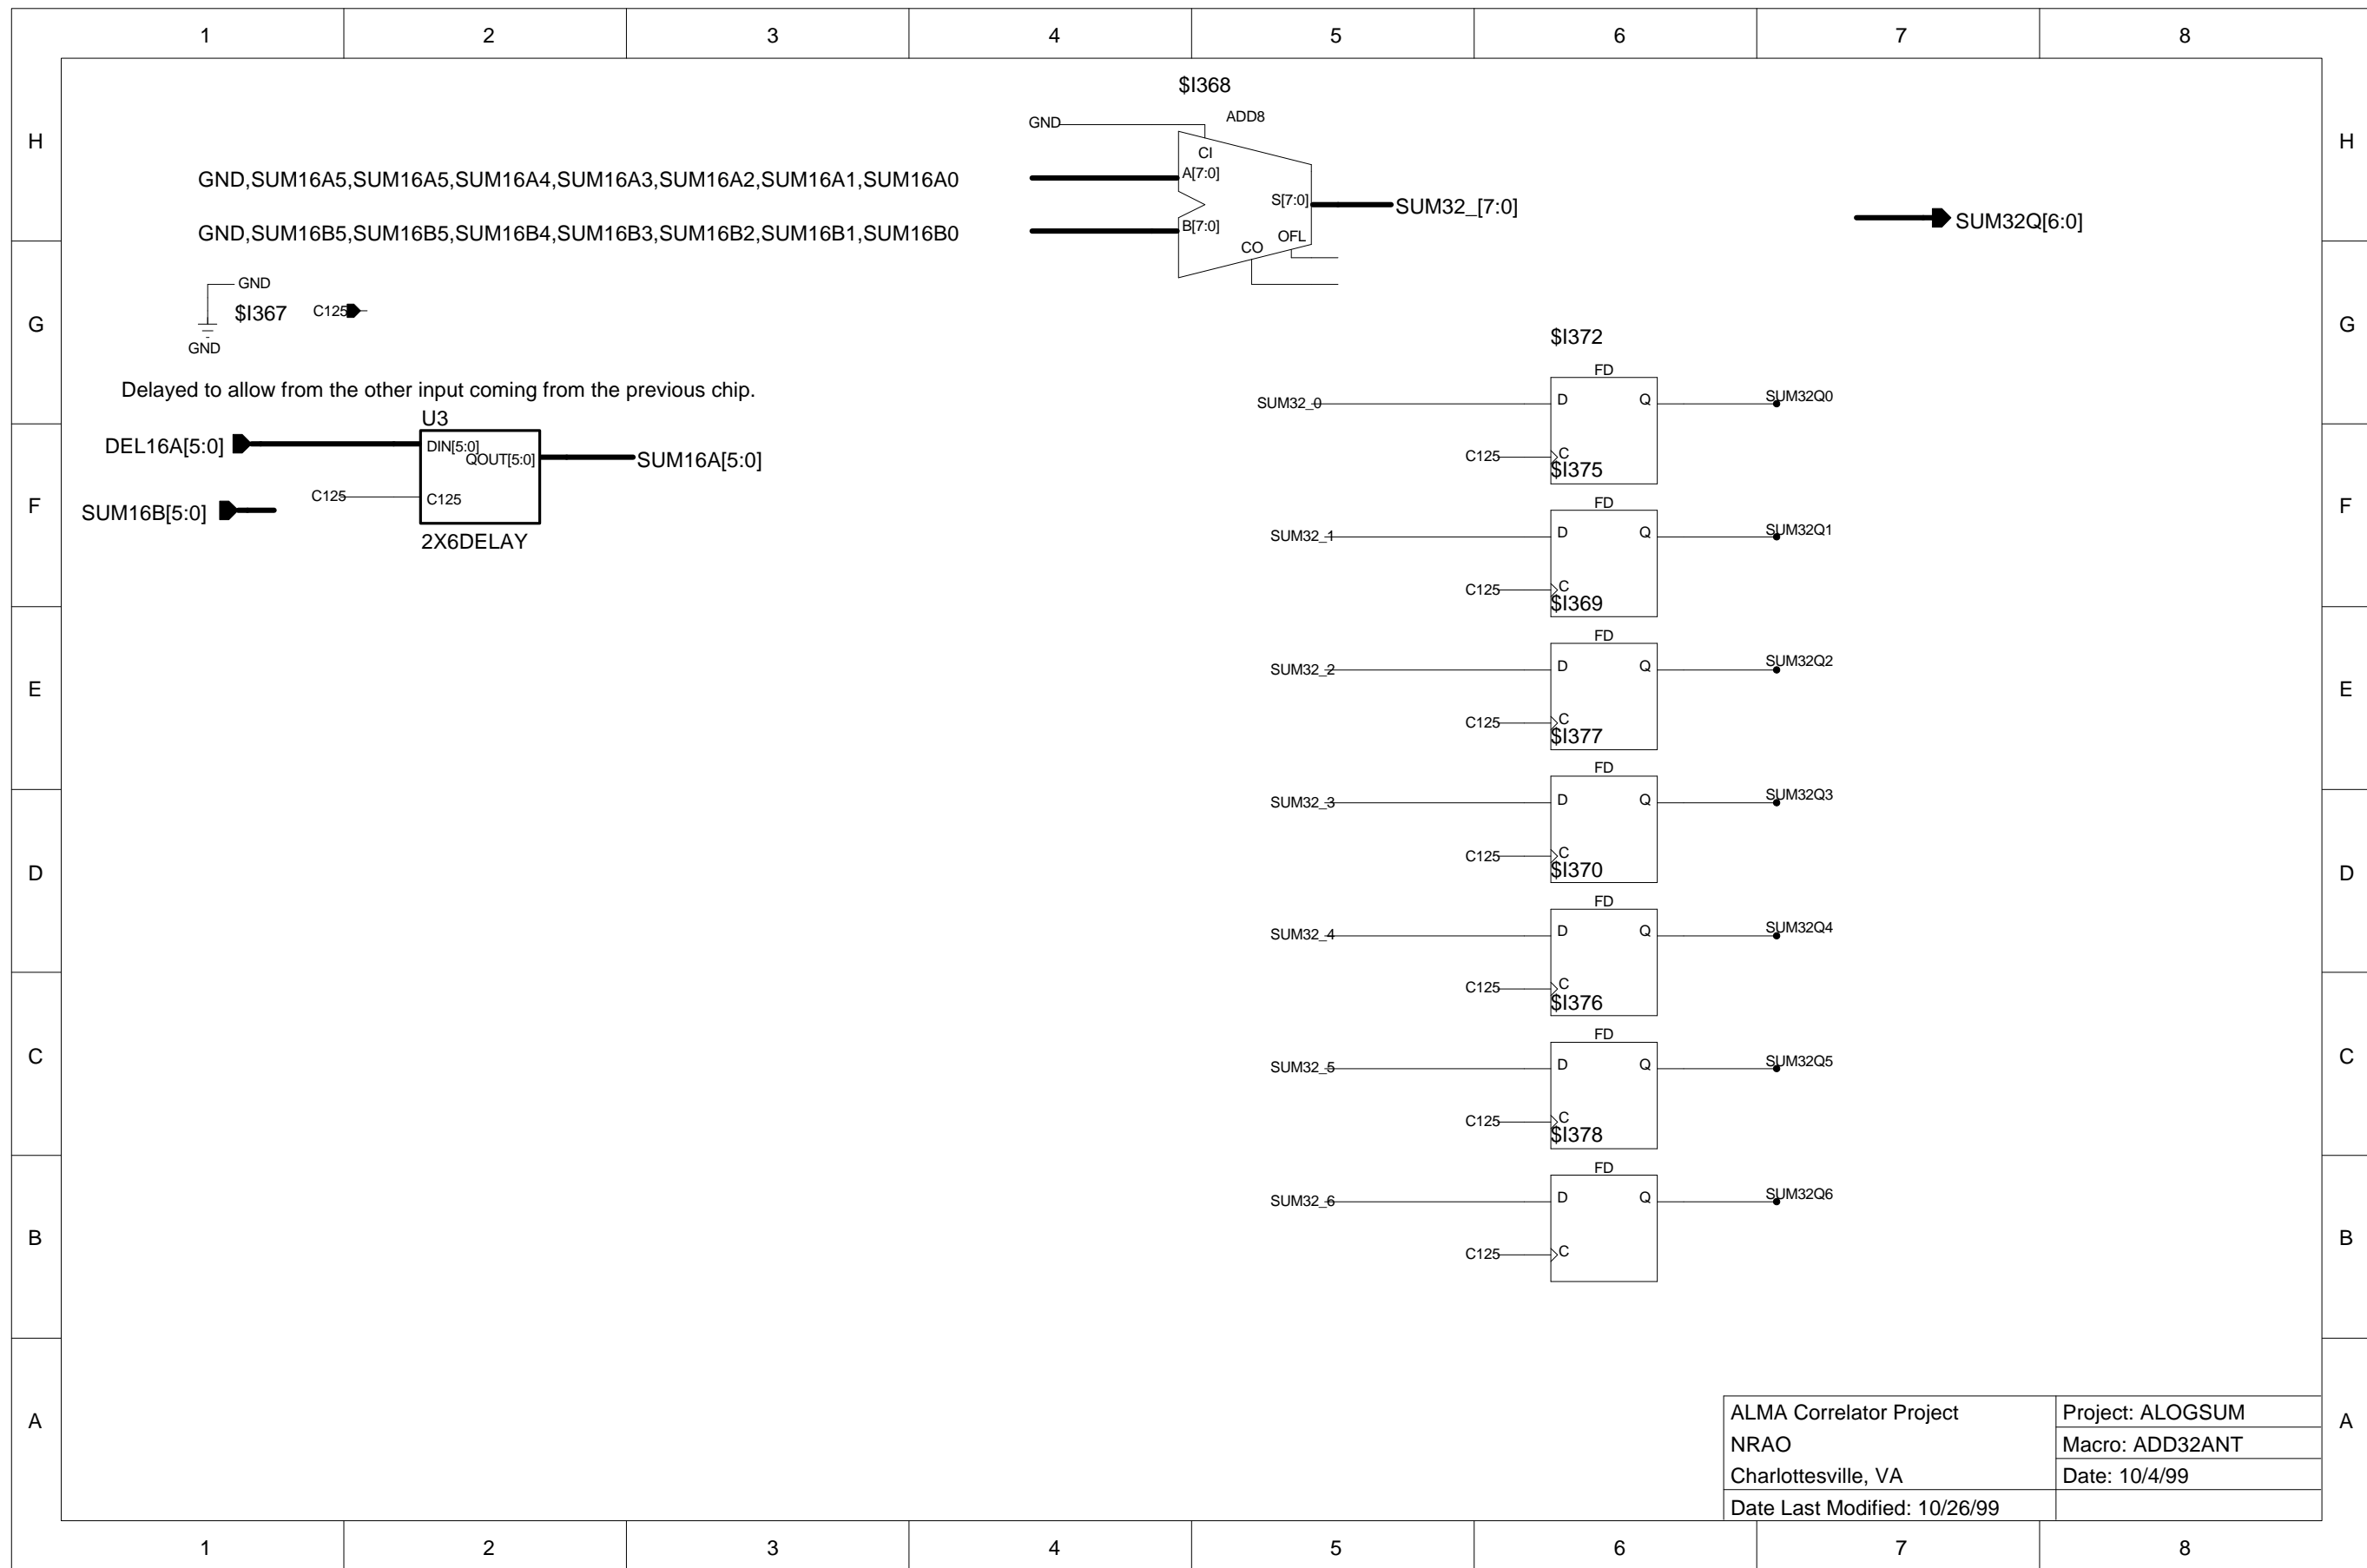 1 2 3 4 5 6 7 8
$I368
ADD8
GND
H H
CI
GND,SUM16A5,SUM16A5,SUM16A4,SUM16A3,SUM16A2,SUM16A1,SUM16A0
A[7:0]
S[7:0]
SUM32_[7:0]
SUM32Q[6:0]
GND,SUM16B5,SUM16B5,SUM16B4,SUM16B3,SUM16B2,SUM16B1,SUM16B0
B[7:0]
OFL
CO
GND
$I367
C125
GND
G G
$I372
FD
Delayed to allow from the other input coming from the previous chip.
SUM32_0 D Q SUM32Q0
U3
DEL16A[5:0]
DIN[5:0]
QOUT[5:0]
SUM16A[5:0]
C125 C
$I375
C125 C125
SUM16B[5:0]
F F
FD
2X6DELAY
SUM32_1 D Q SUM32Q1
C125 C
$I369
FD
SUM32_2 D Q SUM32Q2
E E
C125 C
$I377
FD
SUM32_3 D Q SUM32Q3
C125 C
$I370
D D
FD
SUM32_4 D Q SUM32Q4
C125 C
$I376
FD
C C
SUM32_5 D Q SUM32Q5
C125 C
$I378
FD
SUM32_6 D Q SUM32Q6
B B
C125 C
A A
ALMA Correlator Project Project: ALOGSUM
NRAO Macro: ADD32ANT
Charlottesville, VA Date: 10/4/99
Date Last Modified: 10/26/99
1 2 3 4 5 6 7 8